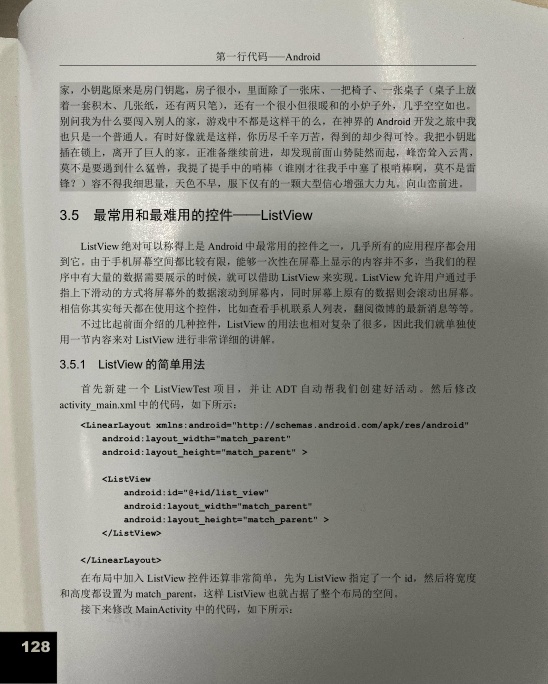 第一行代码——Android
家，小钥匙原来是房门钥匙，房子很小，里面除了一张床、一把椅子、一张桌子（桌子上放
着一套积木、几张纸，还有两只笔），还有一个很小但很暖和的小炉子外，几乎空空如也。
别问我为什么要闯入别人的家，游戏中不都是这样干的么，在神界的 Android 开发之旅中我
也只是一个普通人。有时好像就是这样，你历尽千辛万苦，得到的却少得可怜。我把小钥匙
插在锁上，离开了巨人的家。正准备继续前进，却发现前面山势陡然而起，峰峦耸入云霄，
莫不是要遇到什么猛兽，我提了提手中的哨棒（谁刚才往我手中塞了根哨棒啊，莫不是雷
锋？）容不得我细思量，天色不早，服下仅有的一颗大型信心增强大力丸。向山峦前进。
3.5 最常用和最难用的控件——ListView
ListView 绝对可以称得上是 Android 中最常用的控件之一，几乎所有的应用程序都会用
到它。由于手机屏幕空间都比较有限，能够一次性在屏幕上显示的内容并不多，当我们的程
序中有大量的数据需要展示的时候，就可以借助 ListView 来实现。ListView 允许用户通过手
指上下滑动的方式将屏幕外的数据滚动到屏幕内，同时屏幕上原有的数据则会滚动出屏幕。
相信你其实每天都在使用这个控件，比如查看手机联系人列表，翻阅微博的最新消息等等。
不过比起前面介绍的几种控件，ListView 的用法也相对复杂了很多，因此我们就单独使
用一节内容来对 ListView 进行非常详细的讲解。
3.5.1 ListView 的简单用法
首先新建一个 ListViewTest 项目，并让 ADT 自动帮我们创建好活动。然后修改
activity_main.xml 中的代码，如下所示：
<LinearLayout xmlns:android="http://schemas.android.com/apk/res/android"
android:layout_width="match_parent"
android:layout_height="match_parent" >
<ListView
android:id="@+id/list_view"
android:layout_width="match_parent"
android:layout_height="match_parent" >
</ListView>
</LinearLayout>
在布局中加入 ListView 控件还算非常简单，先为 ListView 指定了一个 id，然后将宽度
和高度都设置为 match_parent，这样 ListView 也就占据了整个布局的空间。
接下来修改 MainActivity 中的代码，如下所示：
128